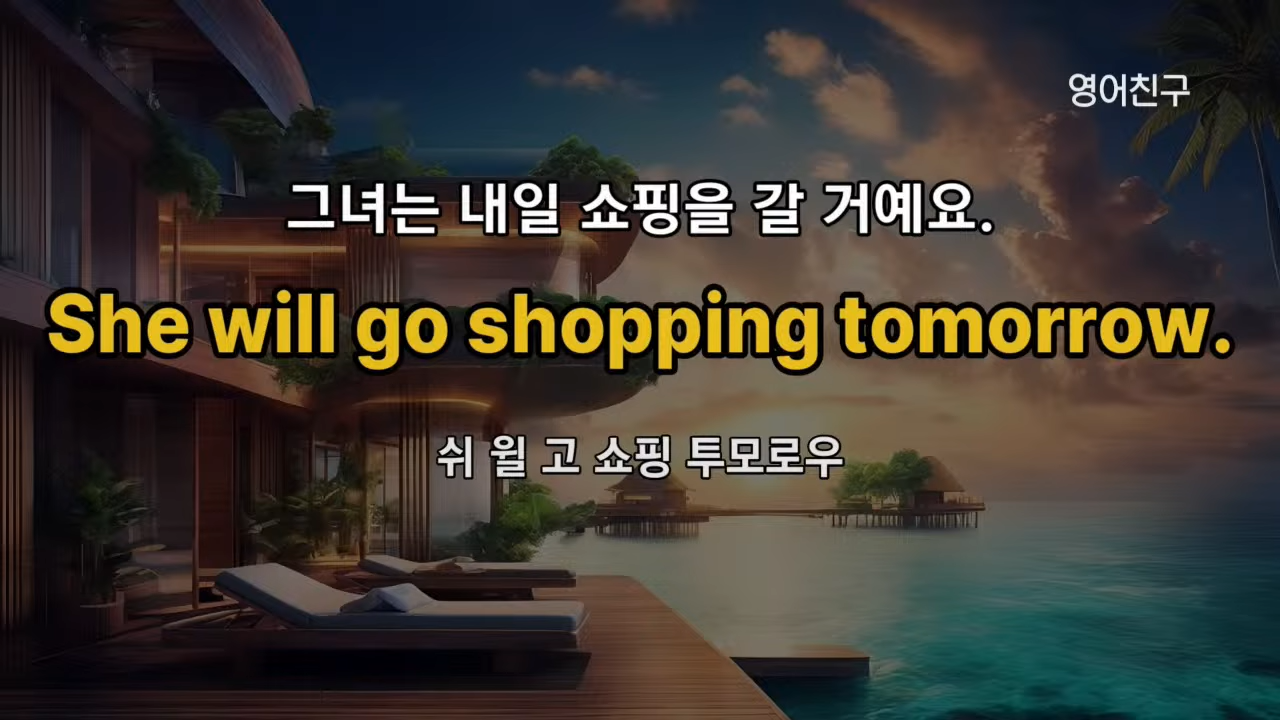 영어친구
그녀는 내일 쇼핑을 갈 거예요.
She will go shopping tomorrow.
쉬 윌 고 쇼핑 투모로우